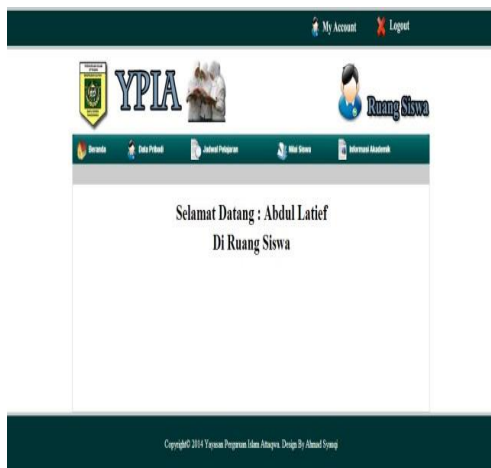 My Account Logout
YPIA
Ruang Siswa
Beranda Data Pribadi Jadwal Pelajaran Nilai Siswa Informasi Akademik
Selamat Datang : Abdul Latief
Di Ruang Siswa
Copyright© 2014 Yayasan Perguruan Islam Attaqwa. Design By Ahmad Syauqi